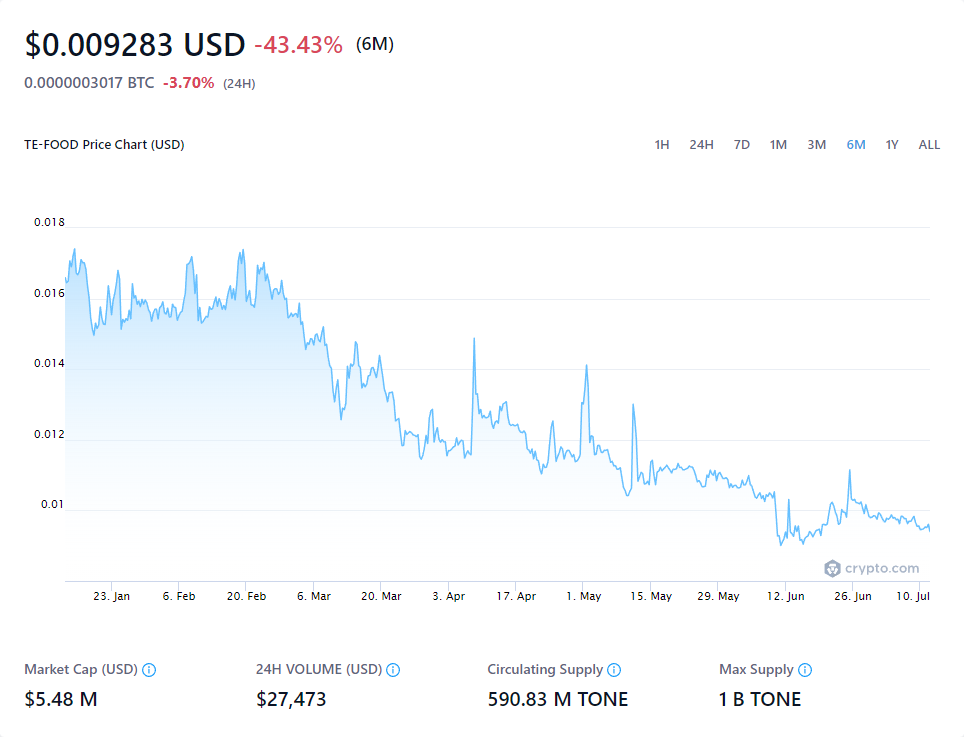 $0.009283 USD -43.43% (6M)
0.0000003017 BTC -3.70% (24H)
TE-FOOD Price Chart (USD) 1H 24H 7D 1M 3M 6M 1Y ALL
0.018
0.016
0.014
0.012
0.01
crypto.com
23. Jan 6. Feb 20. Feb 6. Mar 20. Mar 3. Apr 17. Apr 1. May 15. May 29. May 12. Jun 26. Jun 10. Jul
Market Cap (USD) 24H VOLUME (USD) Circulating Supply Max Supply
$5.48 M $27,473 590.83 M TONE 1 B TONE